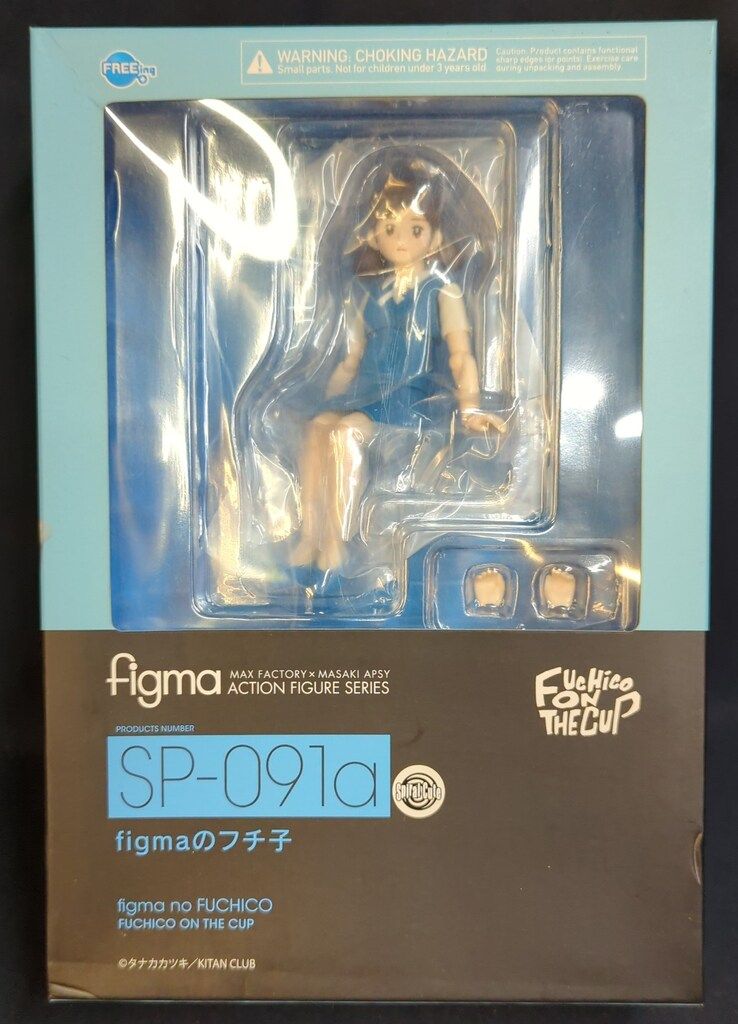 FREEing
WARNING: CHOKING HAZARD
Small parts. Not for children under 3 years old.
Caution: Product contains functional
sharp edges (or points). Exercise care
during unpacking and assembly.
figma
MAX FACTORY × MASAKI APSY
ACTION FIGURE SERIES
FUcHico
ON
THE CUP
PRODUCTS NUMBER
SP-091a
Spiral Cute
figmaのフチ子
figma no FUCHICO
FUCHICO ON THE CUP
©タナカカツキ/KITAN CLUB